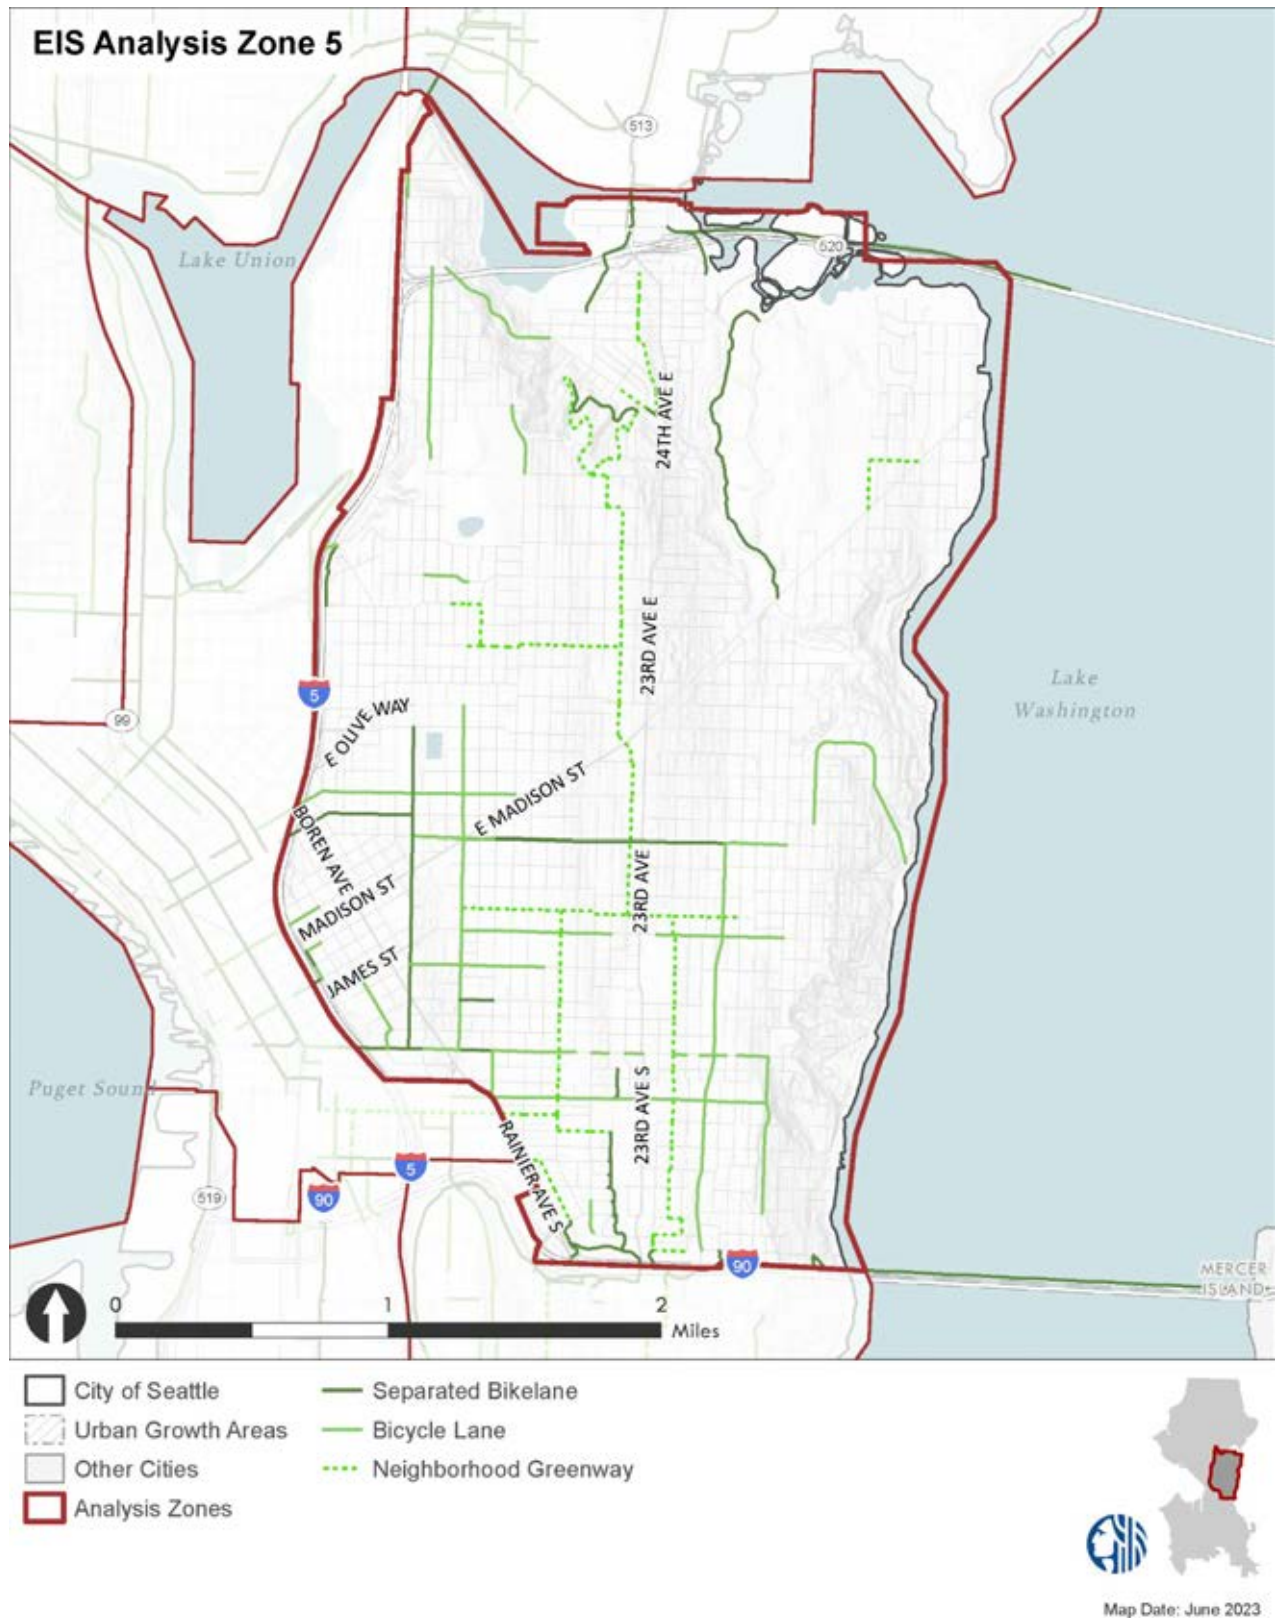 EIS Analysis Zone 5
513
Lake Union
520
24TH AVE E
23RD AVE E
5
Lake
Washington
99
E OLIVE WAY
E MADISON ST
BOREN AVE
23RD AVE
MADISON ST
JAMES ST
Puget Sound
23RD AVE S
RAINIER AVE S
5
90
519
90
MERCER
ISLAND
0 1 2
Miles
City of Seattle
Separated Bikelane
Urban Growth Areas
Bicycle Lane
Other Cities
Neighborhood Greenway
Analysis Zones
Map Date: June 2023